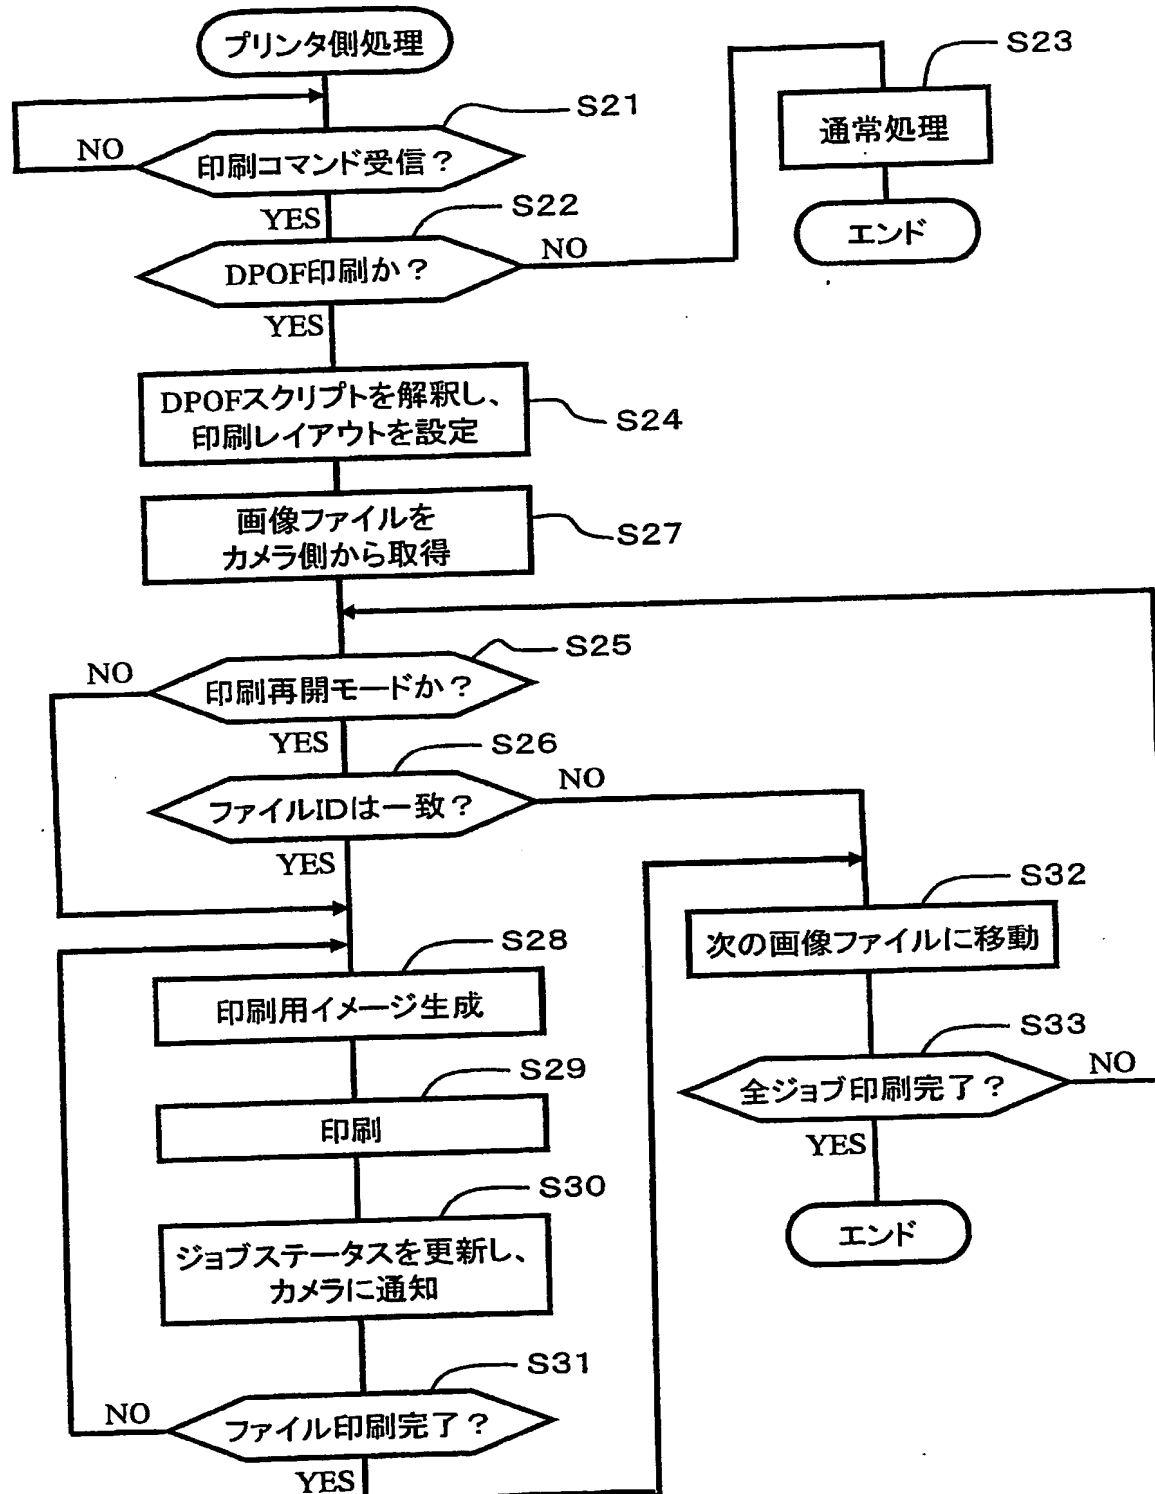 プリンタ側処理
S21
印刷コマンド受信？
NO
YES
S22
DPOF印刷か？
NO
YES
S23
通常処理
エンド
DPOFスクリプトを解釈し、
印刷レイアウトを設定
S24
画像ファイルを
カメラ側から取得
S27
S25
印刷再開モードか？
NO
YES
S26
ファイルIDは一致？
NO
YES
S28
印刷用イメージ生成
S29
印刷
S30
ジョブステータスを更新し、
カメラに通知
S31
ファイル印刷完了？
NO
YES
S32
次の画像ファイルに移動
S33
全ジョブ印刷完了？
NO
YES
エンド